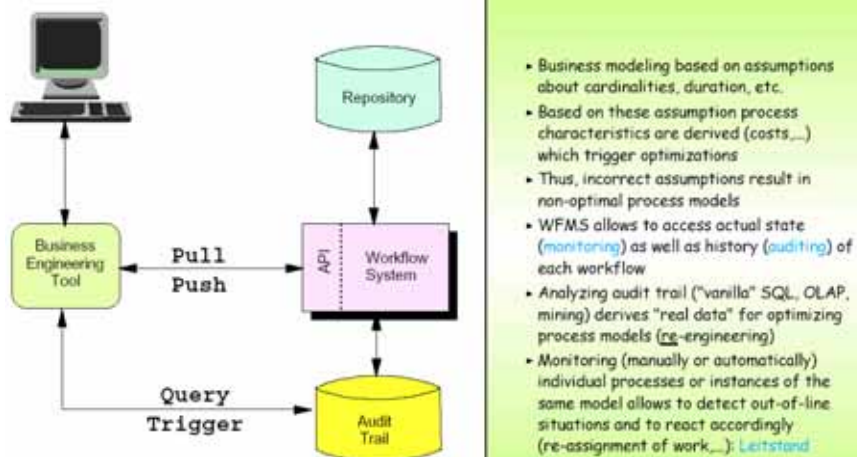 Repository
Business
Engineering
Tool
Pull
Push
API
Workflow
System
Query
Trigger
Audit
Trail
▸ Business modeling based on assumptions
about cardinalities, duration, etc.
▸ Based on these assumption process
characteristics are derived (costs,...)
which trigger optimizations
▸ Thus, incorrect assumptions result in
non-optimal process models
▸ WFMS allows to access actual state
(monitoring) as well as history (auditing) of
each workflow
▸ Analyzing audit trail ("vanilla" SQL, OLAP,
mining) derives "real data" for optimizing
process models (re-engineering)
▸ Monitoring (manually or automatically)
individual processes or instances of the
same model allows to detect out-of-line
situations and to react accordingly
(re-assignment of work,...): Leitstand